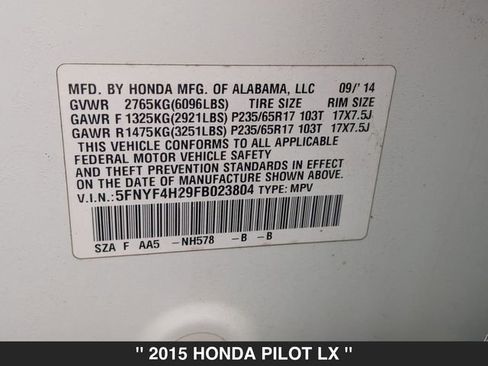 MFD. BY HONDA MFG. OF ALABAMA, LLC 09/'14
GVWR 2765KG(6096LBS) TIRE SIZE RIM SIZE
GAWR F 1325KG(2921LBS) P235/65R17 103T 17X7.5J
GAWR R 1475KG(3251LBS) P235/65R17 103T 17X7.5J
THIS VEHICLE CONFORMS TO ALL APPLICABLE
FEDERAL MOTOR VEHICLE SAFETY
AND THEFT PREVENTION STANDARDS IN EFFECT
ON THE DATE OF MANUFACTURE SHOWN ABOVE.
V.I.N.: 5FNYF4H29FB023804 TYPE: MPV
SZA F AA5 -NH578 -B -B
" 2015 HONDA PILOT LX "